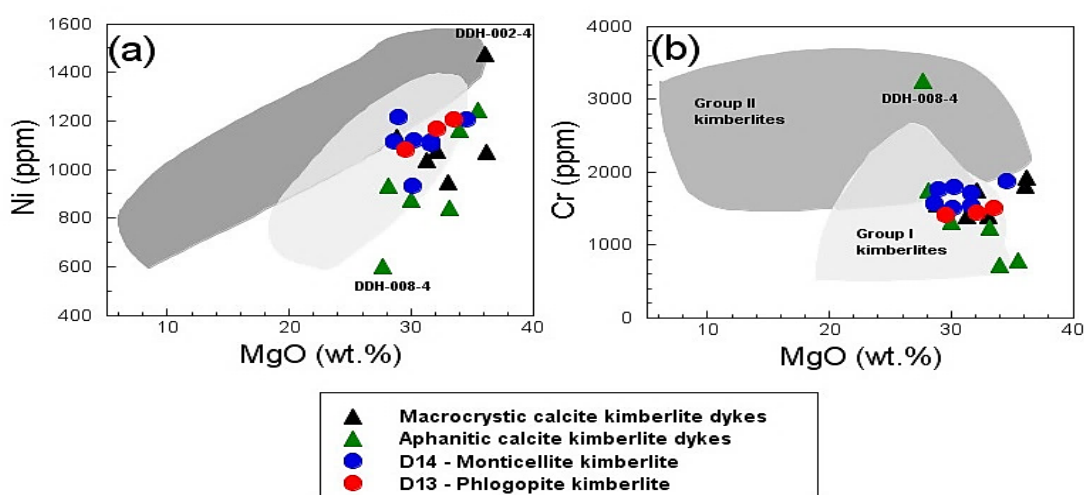 (a)
1600
1400
1200
1000
800
600
400
Ni (ppm)
10
20
30
40
MgO (wt.%)
DDH-002-4
DDH-008-4
(b)
4000
3000
2000
1000
0
Cr (ppm)
10
20
30
40
MgO (wt.%)
DDH-008-4
Group II
kimberlites
Group I
kimberlites
Macrocrystic calcite kimberlite dykes
Aphanitic calcite kimberlite dykes
D14 - Monticellite kimberlite
D13 - Phlogopite kimberlite